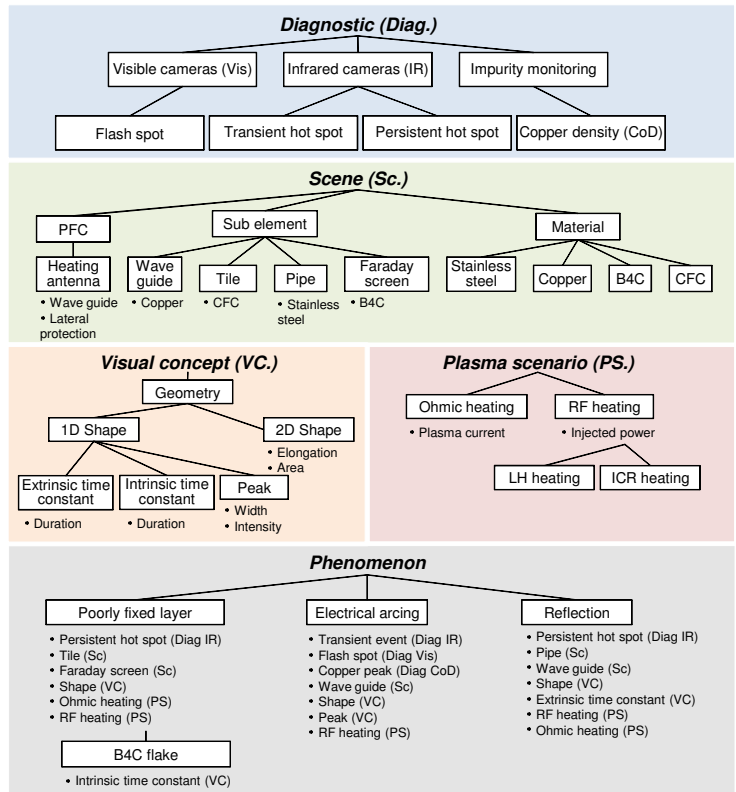 Diagnostic (Diag.)
Visible cameras (Vis)
Infrared cameras (IR)
Impurity monitoring
Flash spot
Transient hot spot
Persistent hot spot
Copper density (CoD)
Scene (Sc.)
PFC
Sub element
Material
Heating
antenna
• Wave guide
• Lateral
protection
Wave
guide
• Copper
Tile
• CFC
Pipe
• Stainless
steel
Faraday
screen
• B4C
Stainless
steel
Copper
B4C
CFC
Visual concept (VC.)
Geometry
1D Shape
2D Shape
• Elongation
• Area
Extrinsic time
constant
• Duration
Intrinsic time
constant
• Duration
Peak
• Width
• Intensity
Plasma scenario (PS.)
Ohmic heating
• Plasma current
RF heating
• Injected power
LH heating
ICR heating
Phenomenon
Poorly fixed layer
• Persistent hot spot (Diag IR)
• Tile (Sc)
• Faraday screen (Sc)
• Shape (VC)
• Ohmic heating (PS)
• RF heating (PS)
B4C flake
• Intrinsic time constant (VC)
Electrical arcing
• Transient event (Diag IR)
• Flash spot (Diag Vis)
• Copper peak (Diag CoD)
• Wave guide (Sc)
• Shape (VC)
• Peak (VC)
• RF heating (PS)
Reflection
• Persistent hot spot (Diag IR)
• Pipe (Sc)
• Wave guide (Sc)
• Shape (VC)
• Extrinsic time constant (VC)
• RF heating (PS)
• Ohmic heating (PS)